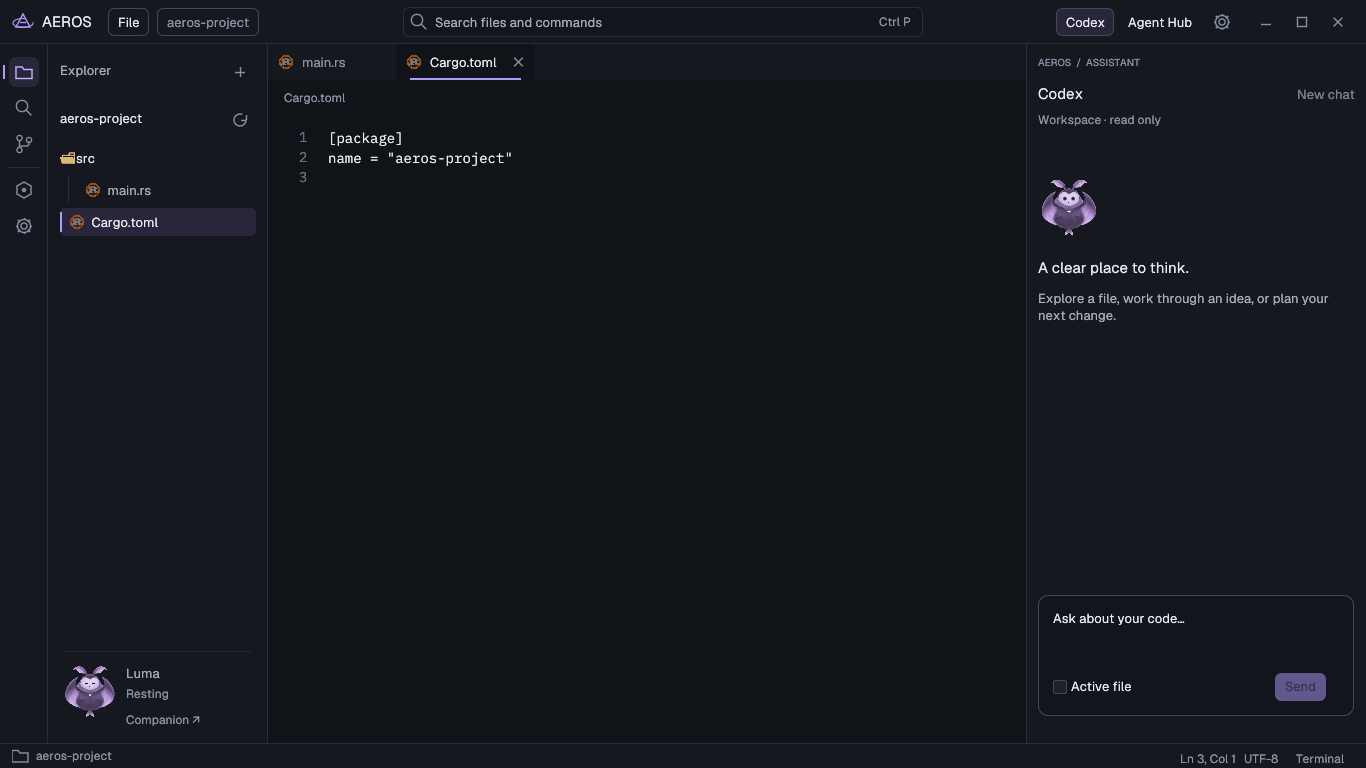 AEROS File aeros-project Search files and commands Ctrl P Codex Agent Hub
Explorer
aeros-project
src
main.rs
Cargo.toml
Luma
Resting
Companion ↗
main.rs Cargo.toml
Cargo.toml
1 [package]
2 name = "aeros-project"
3
AEROS / ASSISTANT
Codex New chat
Workspace · read only
A clear place to think.
Explore a file, work through an idea, or plan your
next change.
Ask about your code…
Active file Send
aeros-project Ln 3, Col 1 UTF-8 Terminal